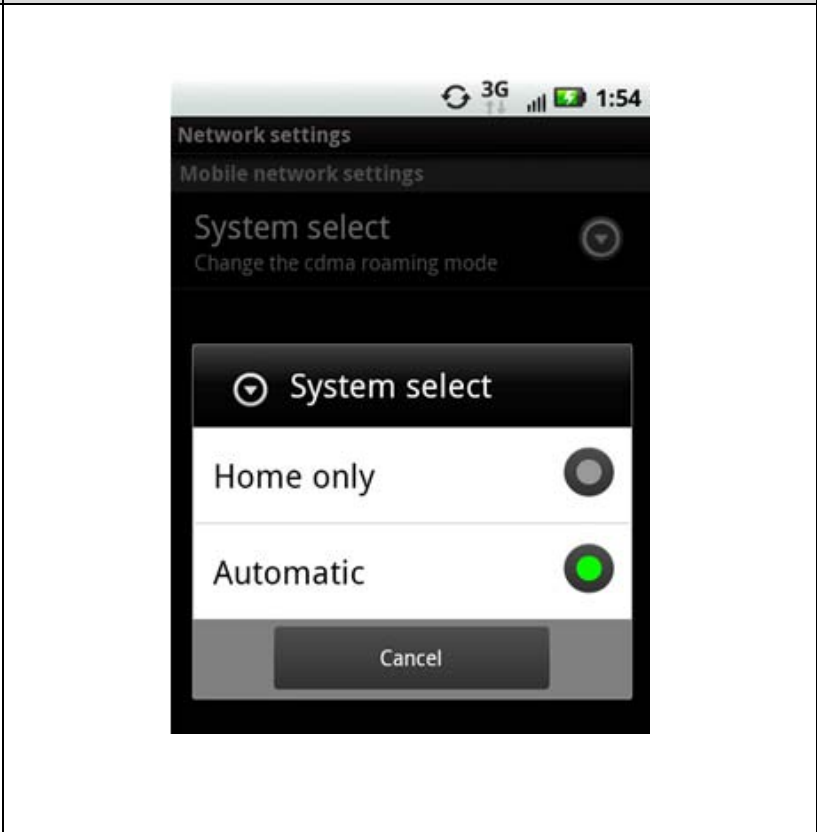 3G 1:54
Network settings
Mobile network settings
System select
Change the cdma roaming mode
System select
Home only
Automatic
Cancel